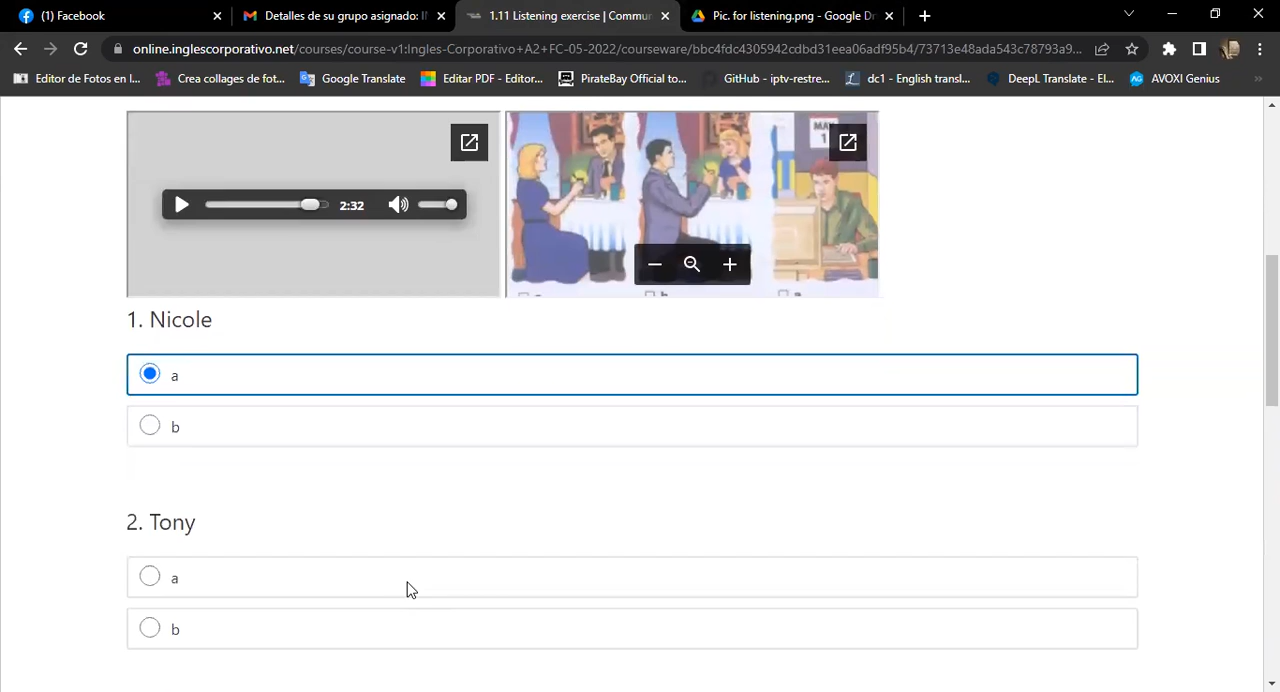 (1) Facebook
Detalles de su grupo asignado: I
1.11 Listening exercise | Commu
Pic. for listening.png - Google Dr
online.inglescorporativo.net/courses/course-v1:Ingles-Corporativo+A2+FC-05-2022/courseware/bbc4fdc4305942cdbd31eea06adf95b4/73713e48ada543c78793a9...
Editor de Fotos en l...
Crea collages de fot...
Google Translate
Editar PDF - Editor...
PirateBay Official to...
GitHub - iptv-restre...
dc1 - English transl...
DeepL Translate - El...
AVOXI Genius
MAY
1
2:32
1. Nicole
a
b
2. Tony
a
b